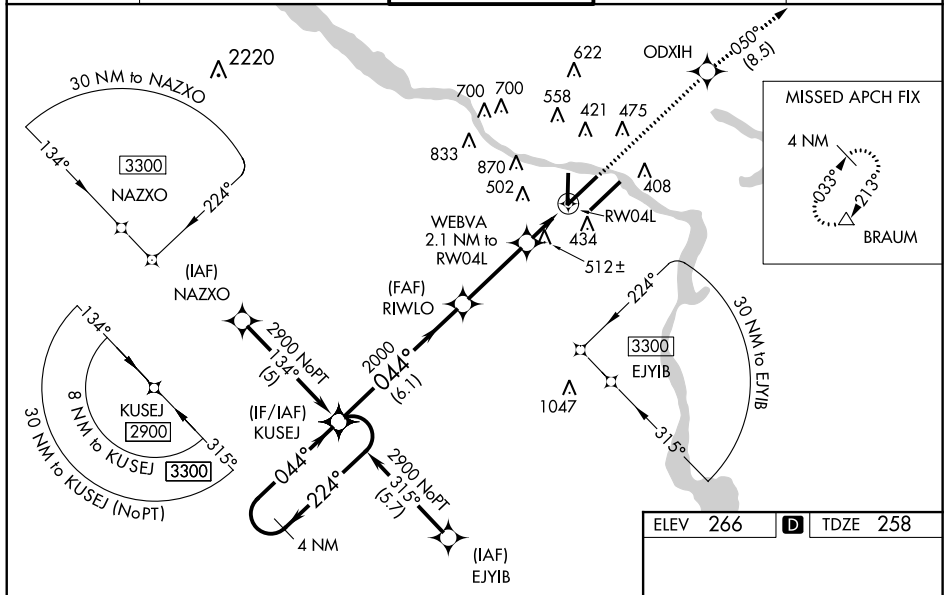 2220
30 NM to NAZXO
134°
3300
NAZXO
224°
622
ODXIH
050°
(8.5)
700
700
558
421
475
833
870
502
408
RW04L
434
512±
WEBVA
2.1 NM to
RW04L
MISSED APCH FIX
4 NM
033°
213°
BRAUM
(IAF)
NAZXO
2900 NoPT
134°
(5)
(FAF)
RIWLO
2000
044°
(6.1)
224°
3300
EJYIB
30 NM to EJYIB
315°
1047
134°
KUSEJ
2900
8 NM to KUSEJ
3300
315°
30 NM to KUSEJ (NoPT)
(IF/IAF)
KUSEJ
044°
224°
4 NM
2900 NoPT
315°
(5.7)
(IAF)
EJYIB
ELEV 266 D TDZE 258